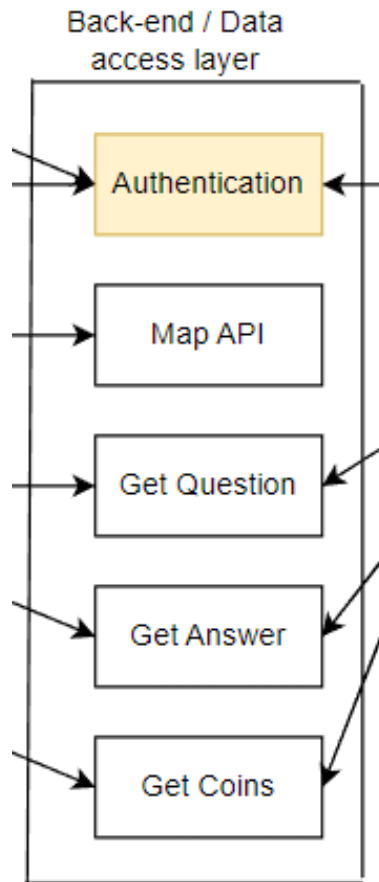 Back-end / Data
access layer
Authentication
Map API
Get Question
Get Answer
Get Coins